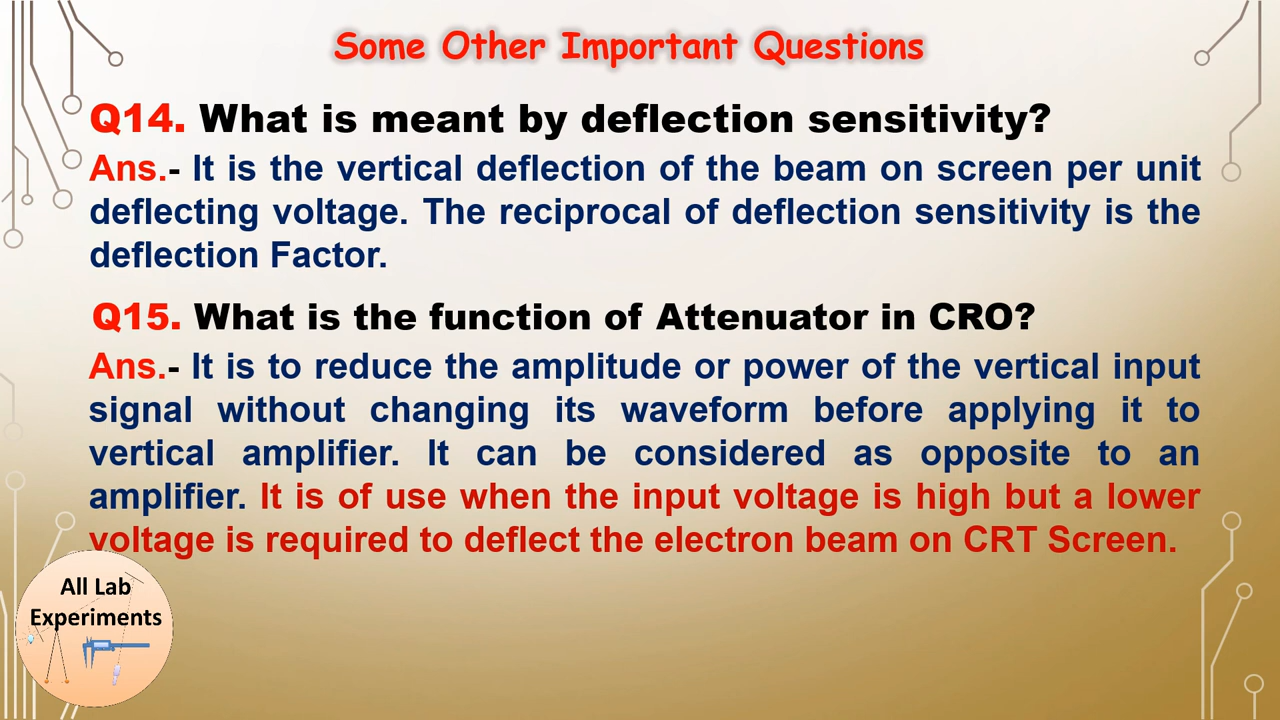 Some Other Important Questions
Q14. What is meant by deflection sensitivity?
Ans.- It is the vertical deflection of the beam on screen per unit
deflecting voltage. The reciprocal of deflection sensitivity is the
deflection Factor.
Q15. What is the function of Attenuator in CRO?
Ans.- It is to reduce the amplitude or power of the vertical input
signal without changing its waveform before applying it to
vertical amplifier. It can be considered as opposite to an
amplifier. It is of use when the input voltage is high but a lower
voltage is required to deflect the electron beam on CRT Screen.
All Lab
Experiments